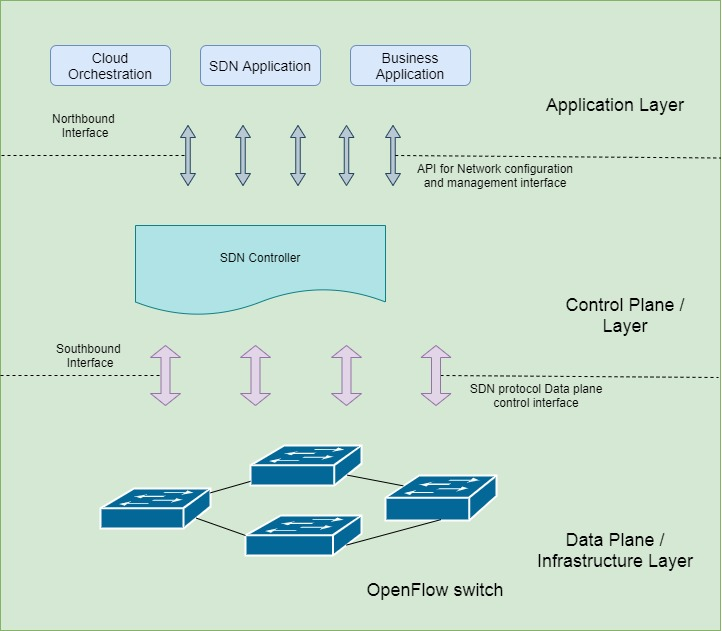 Cloud
Orchestration
SDN Application
Business
Application
Application Layer
Northbound
Interface
API for Network configuration
and management interface
SDN Controller
Control Plane /
Layer
Southbound
Interface
SDN protocol Data plane
control interface
Data Plane /
Infrastructure Layer
OpenFlow switch